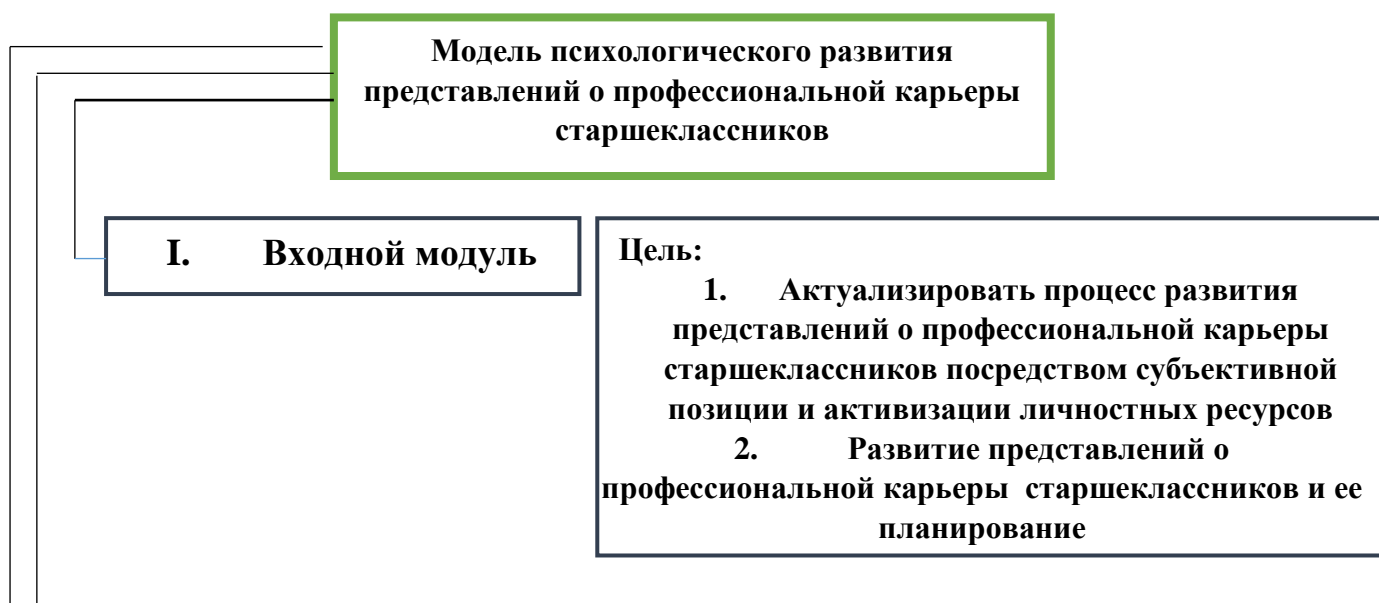 Модель психологического развития
представлений о профессиональной карьеры
старшеклассников
I. Входной модуль
Цель:
1. Актуализировать процесс развития
представлений о профессиональной карьеры
старшеклассников посредством субъективной
позиции и активизации личностных ресурсов
2. Развитие представлений о
профессиональной карьеры старшеклассников и ее
планирование